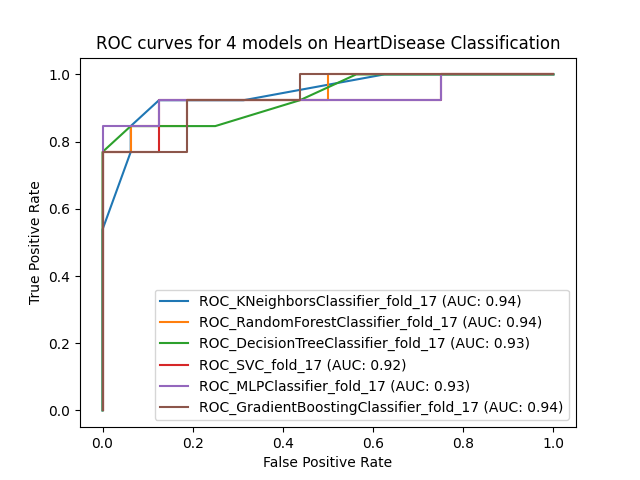 ROC curves for 4 models on HeartDisease Classification
True Positive Rate
1.0
0.8
0.6
0.4
0.2
0.0
ROC_KNeighborsClassifier_fold_17 (AUC: 0.94)
ROC_RandomForestClassifier_fold_17 (AUC: 0.94)
ROC_DecisionTreeClassifier_fold_17 (AUC: 0.93)
ROC_SVC_fold_17 (AUC: 0.92)
ROC_MLPClassifier_fold_17 (AUC: 0.93)
ROC_GradientBoostingClassifier_fold_17 (AUC: 0.94)
0.0 0.2 0.4 0.6 0.8 1.0
False Positive Rate